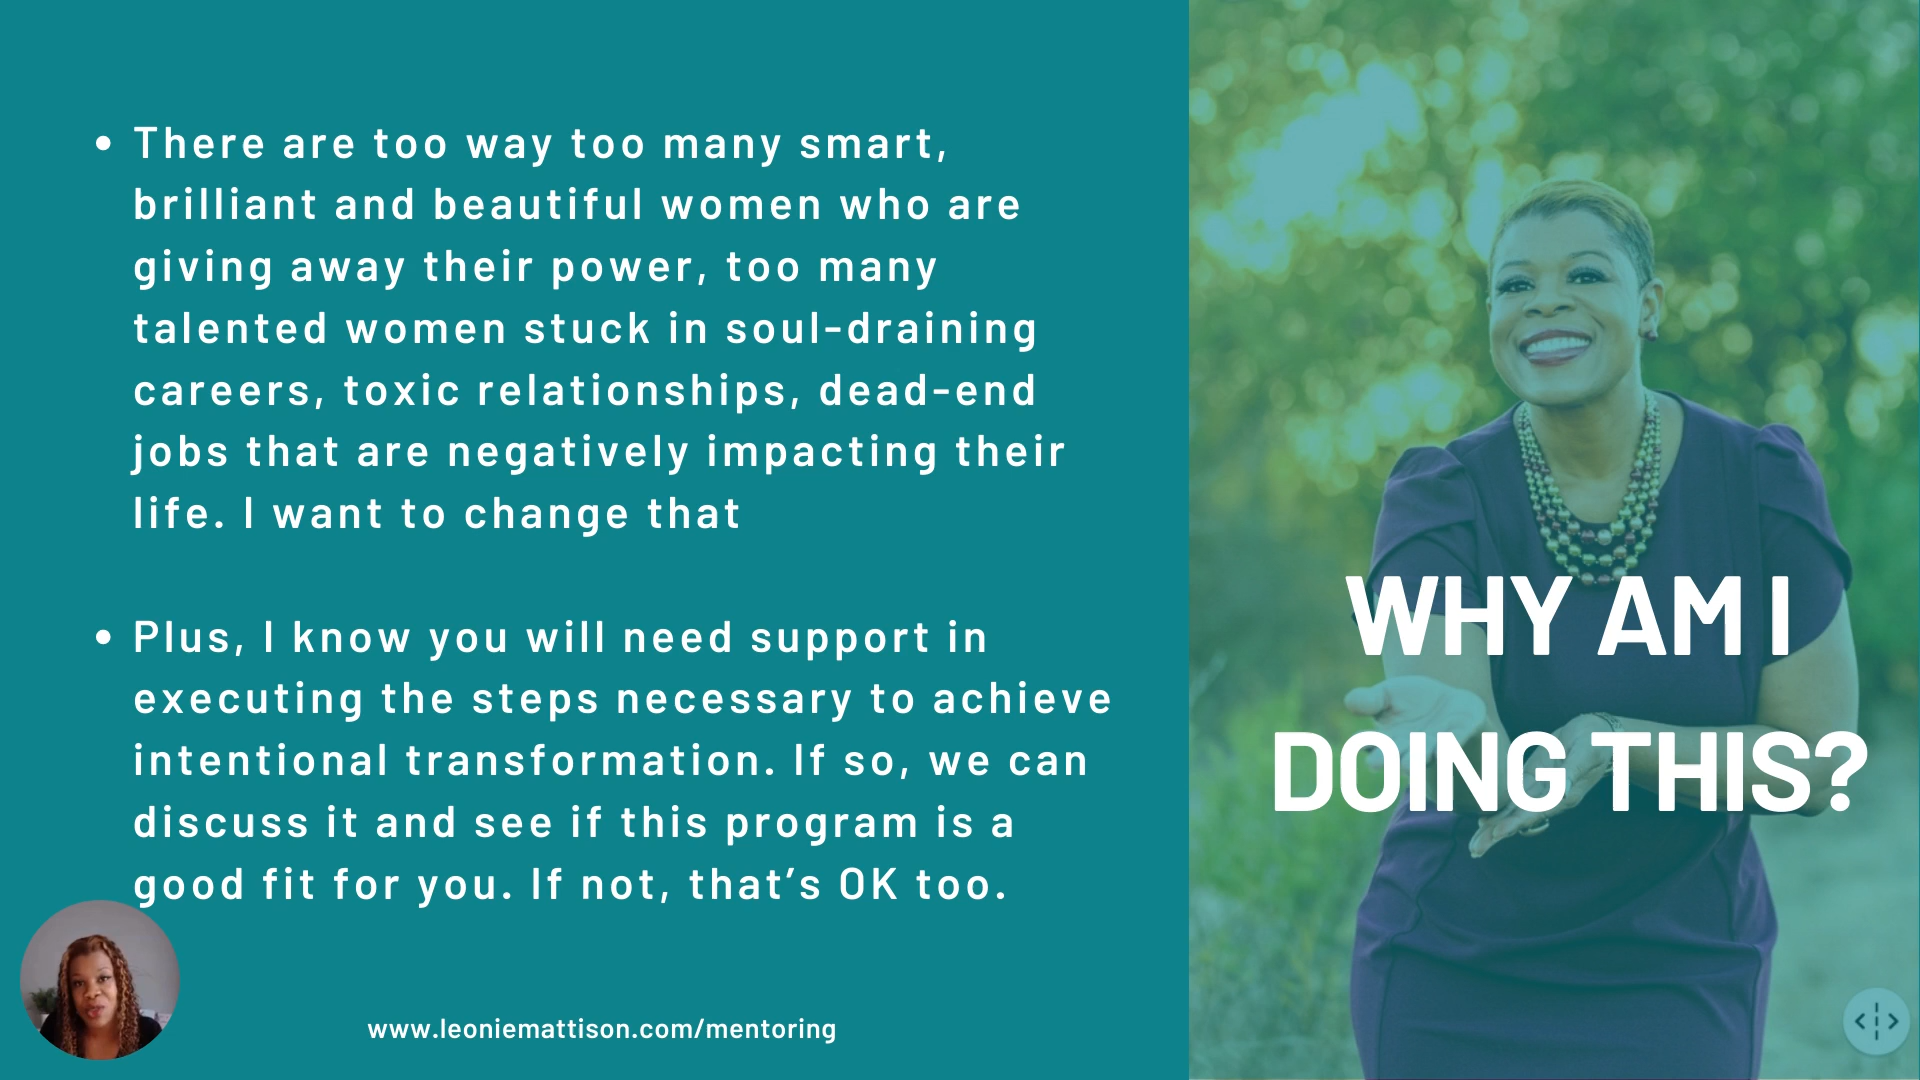 • There are too way too many smart,
brilliant and beautiful women who are
giving away their power, too many
talented women stuck in soul-draining
careers, toxic relationships, dead-end
jobs that are negatively impacting their
life. I want to change that
• Plus, I know you will need support in
executing the steps necessary to achieve
intentional transformation. If so, we can
discuss it and see if this program is a
good fit for you. If not, that’s OK too.
www.leoniemattison.com/mentoring
WHY AM I
DOING THIS?